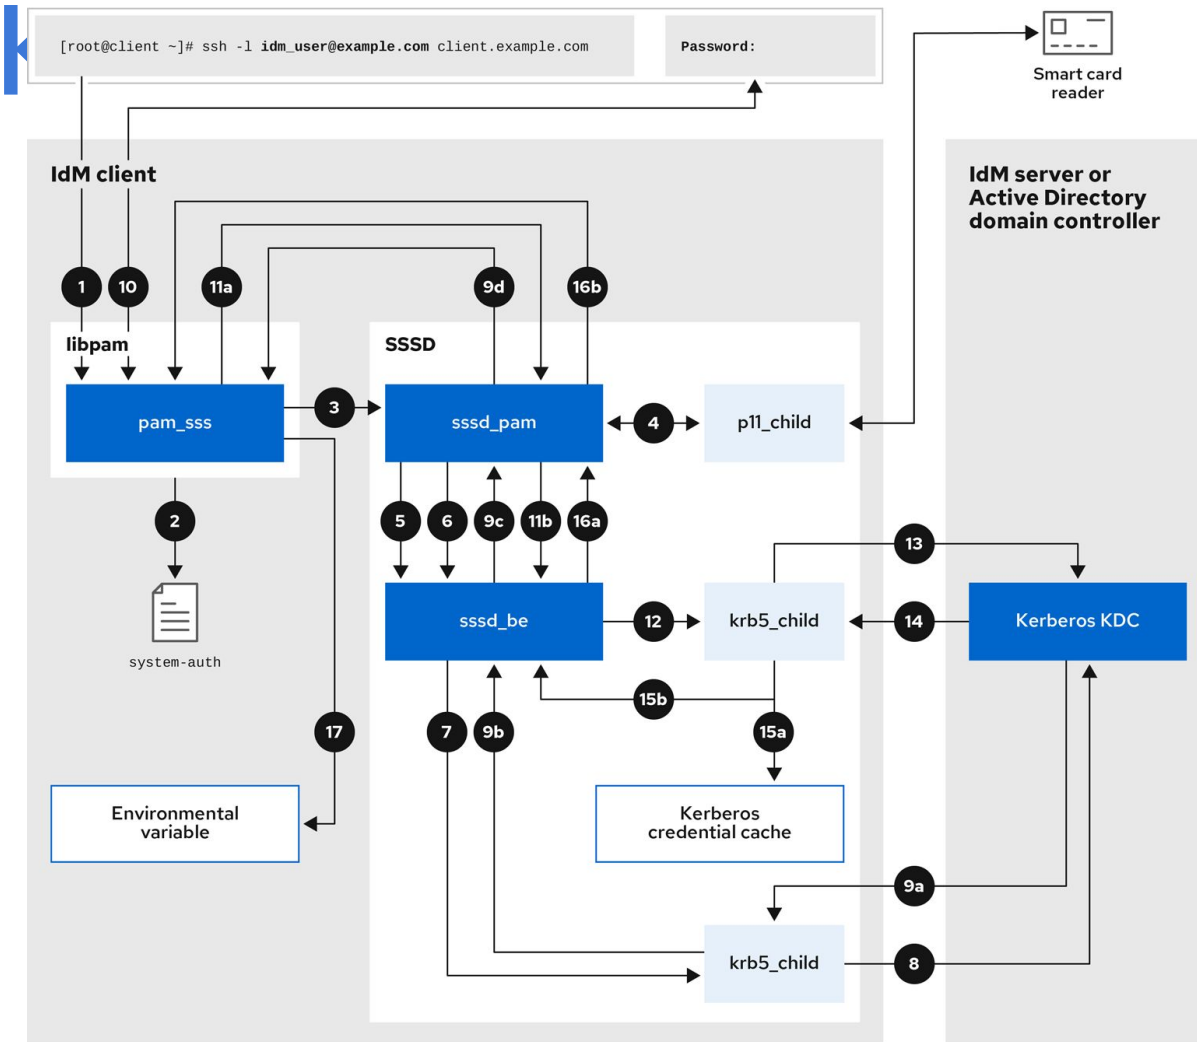 [root@client ~]# ssh -l idm_user@example.com client.example.com
Password:
Smart card
reader
IdM client
IdM server or
Active Directory
domain controller
1
10
11a
9d
16b
libpam
SSSD
pam_sss
3
sssd_pam
4
p11_child
2
5
6
9c
11b
16a
13
system-auth
sssd_be
12
krb5_child
14
Kerberos KDC
15b
17
7
9b
15a
Environmental
variable
Kerberos
credential cache
9a
krb5_child
8